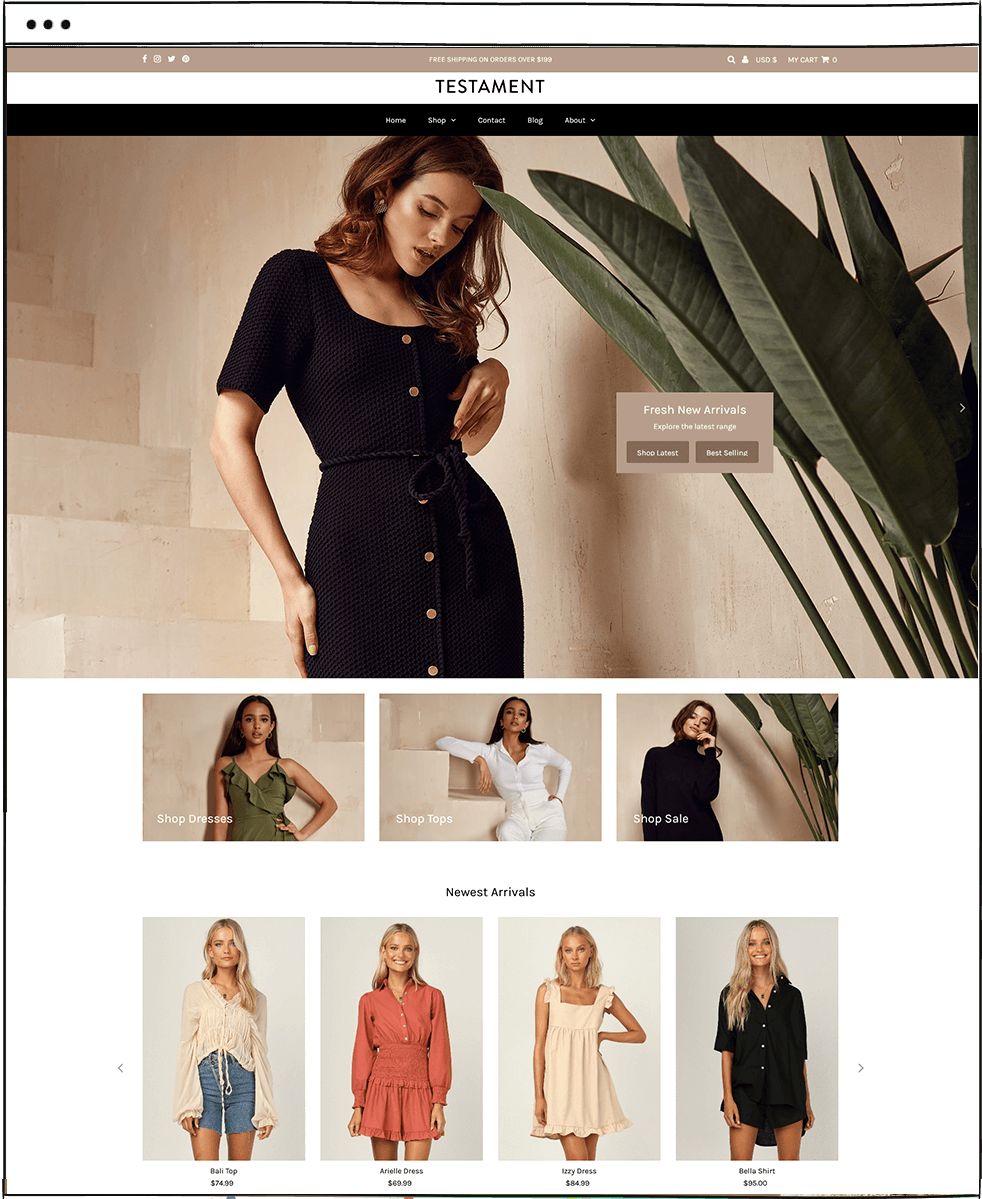 FREE SHIPPING ON ORDERS OVER $199
USD $ MY CART 0
TESTAMENT
Home Shop Contact Blog About
Fresh New Arrivals
Explore the latest range
Shop Latest Best Selling
Shop Dresses Shop Tops Shop Sale
Newest Arrivals
Bali Top Arielle Dress Izzy Dress Bella Shirt
$74.99 $69.99 $84.99 $95.00